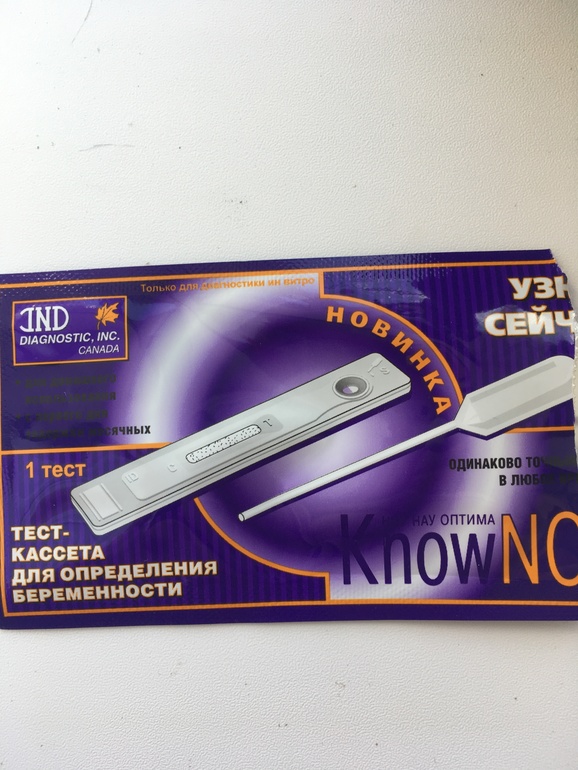 Только для диагностики ин витро
IND
DIAGNOSTIC, INC.
CANADA
НОВИНКА
УЗН
СЕЙЧ
1 тест
ТЕСТ-
КАССЕТА
ДЛЯ ОПРЕДЕЛЕНИЯ
БЕРЕМЕННОСТИ
ОДИНАКОВО
В ЛЮБО
НАУ ОПТИМА
KnowNO